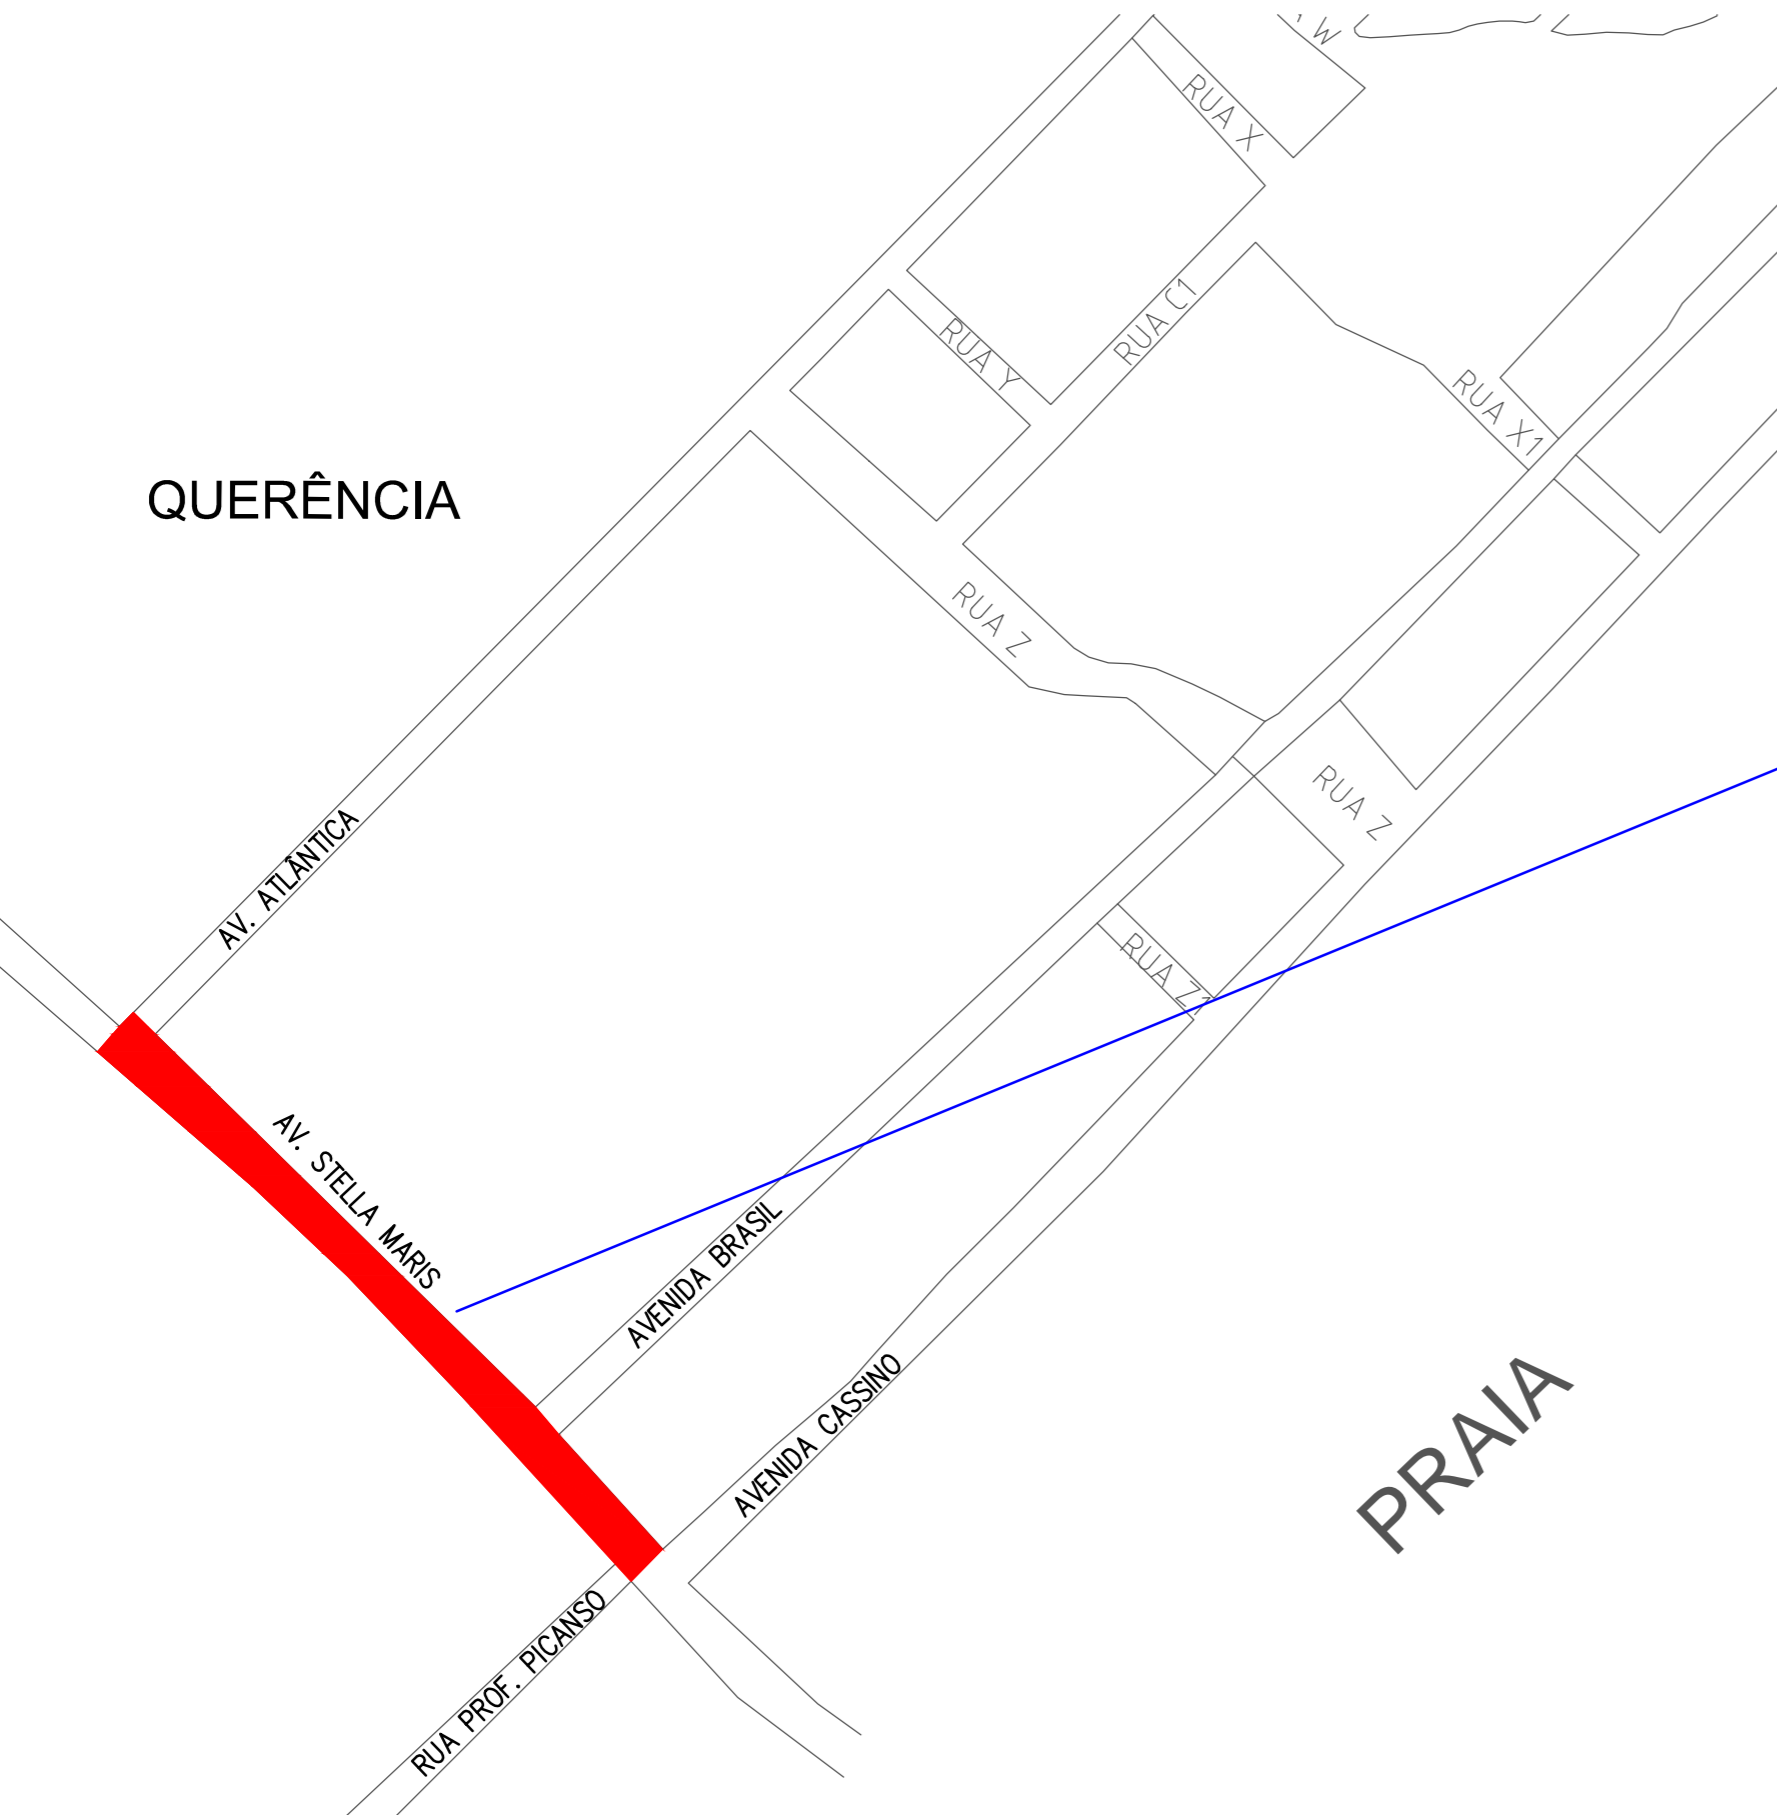 W
RUA X
RUA C1
RUA Y
RUA X1
QUERÊNCIA
RUA Z
RUA Z
AV. ATLÂNTICA
RUA Z1
AV. STELLA MARIS
AVENIDA BRASIL
AVENIDA CASSINO
PRAIA
RUA PROF. PICANSO